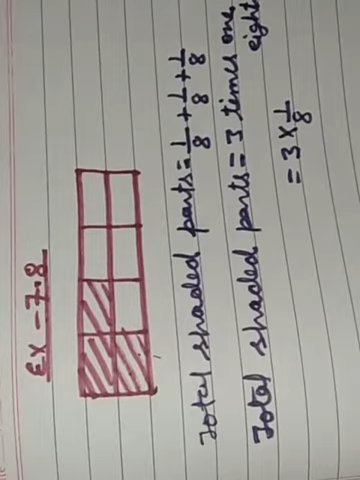 Ex - 7.8
Total shaded parts = 1/8 + 1/8 + 1/8
Total shaded parts = 3 times one
eight
= 3 × 1/8